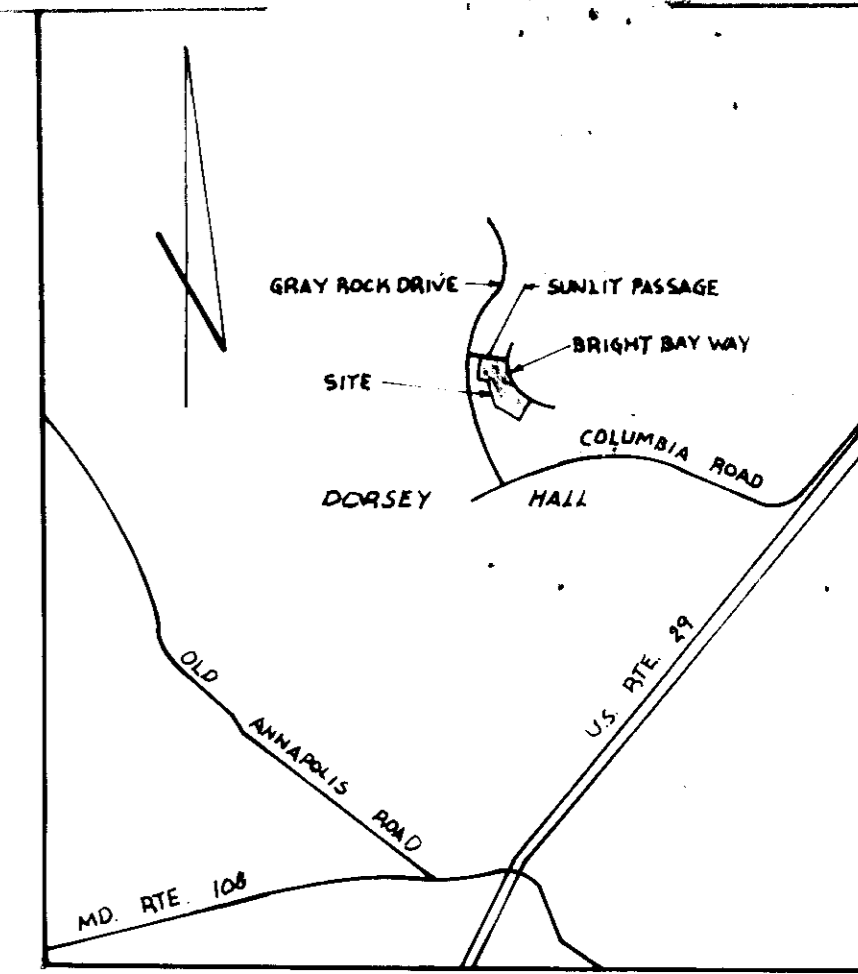 GRAY ROCK DRIVE
SUNLIT PASSAGE
BRIGHT BAY WAY
SITE
COLUMBIA ROAD
DORSEY HALL
U.S. RTE. 29
OLD ANNAPOLIS ROAD
MD. RTE. 108